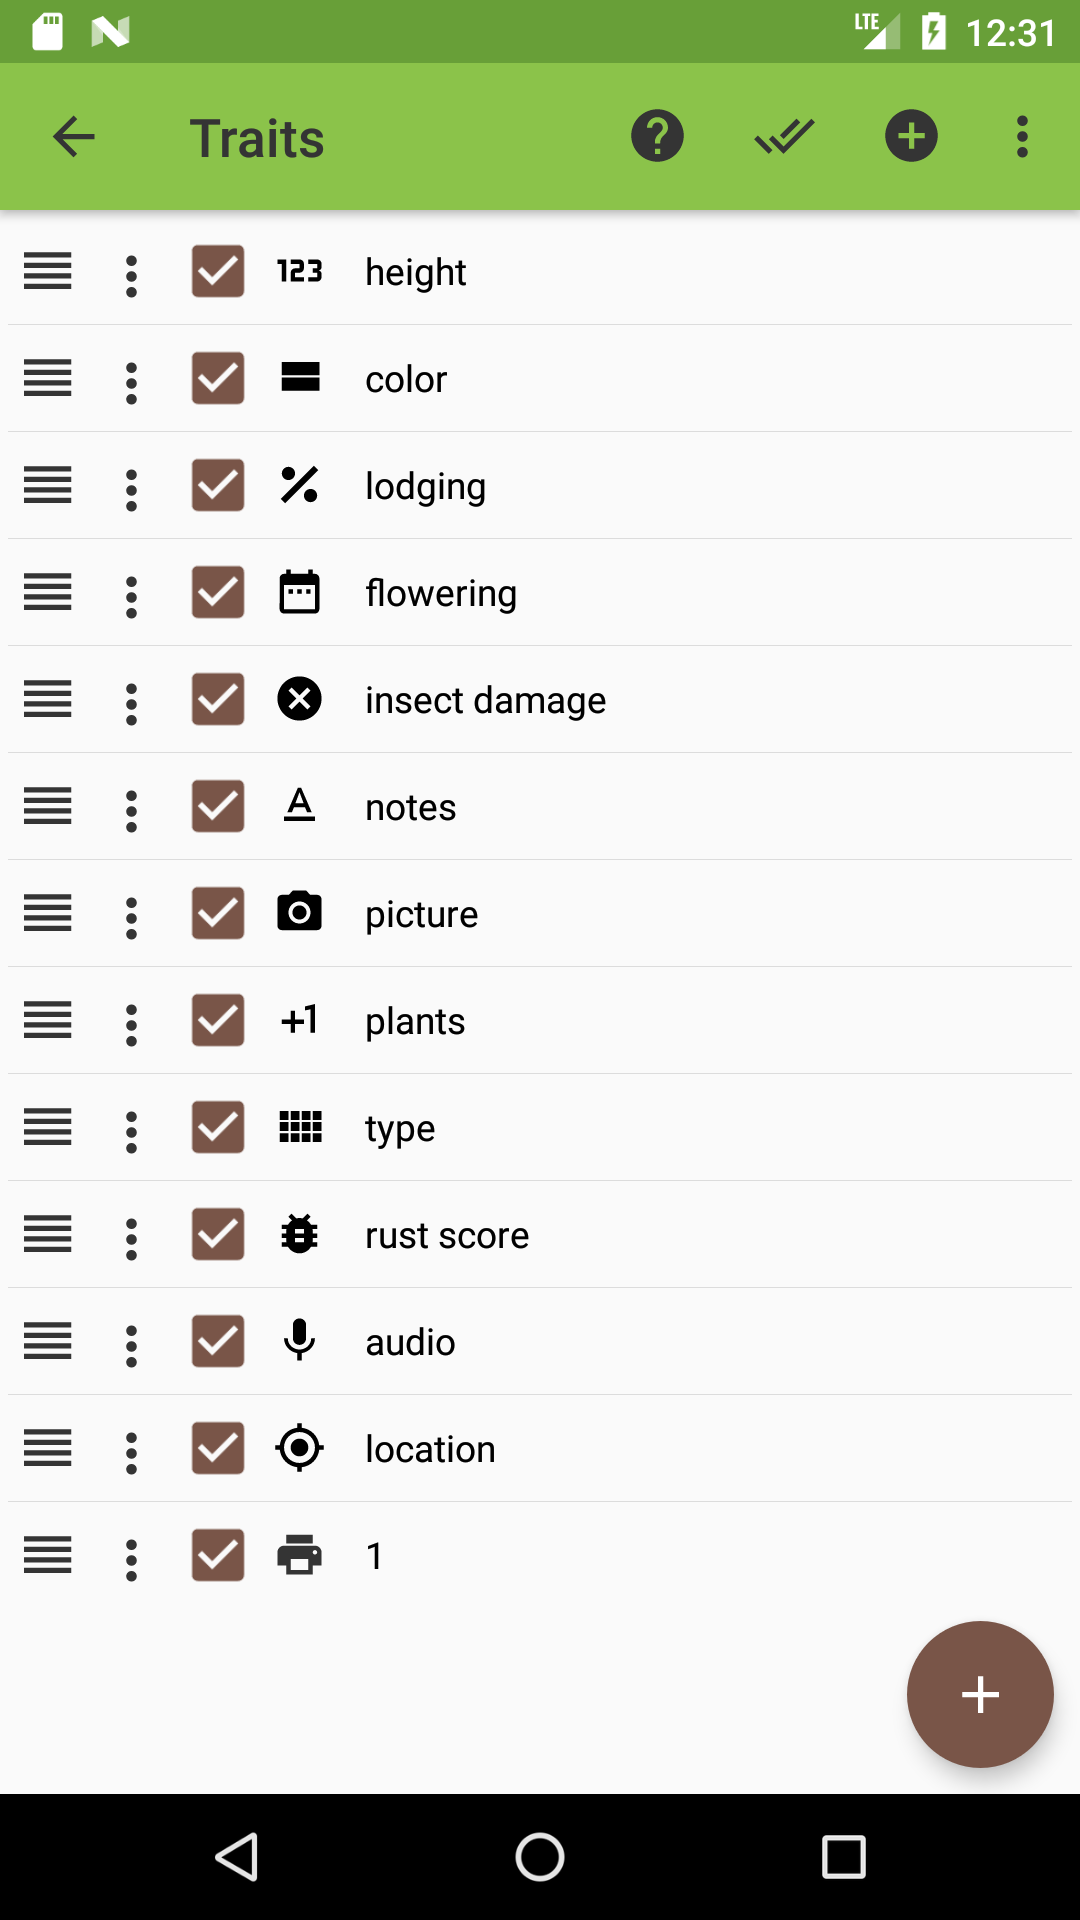 LTE 12:31
Traits
123 height
color
lodging
flowering
insect damage
A notes
picture
+1 plants
type
rust score
audio
location
1